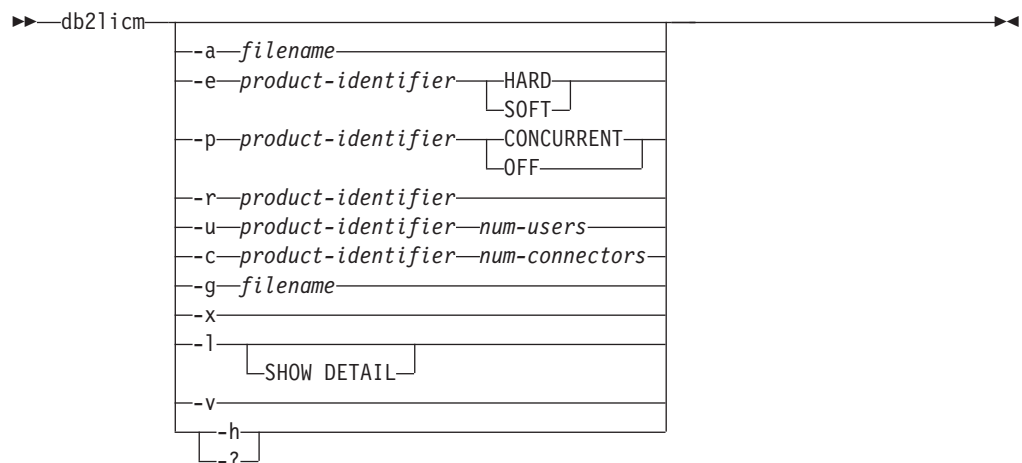 db2licm
-a filename
-e product-identifier HARD
SOFT
-p product-identifier CONCURRENT
OFF
-r product-identifier
-u product-identifier num-users
-c product-identifier num-connectors
-g filename
-x
-l
SHOW DETAIL
-v
-h
-?